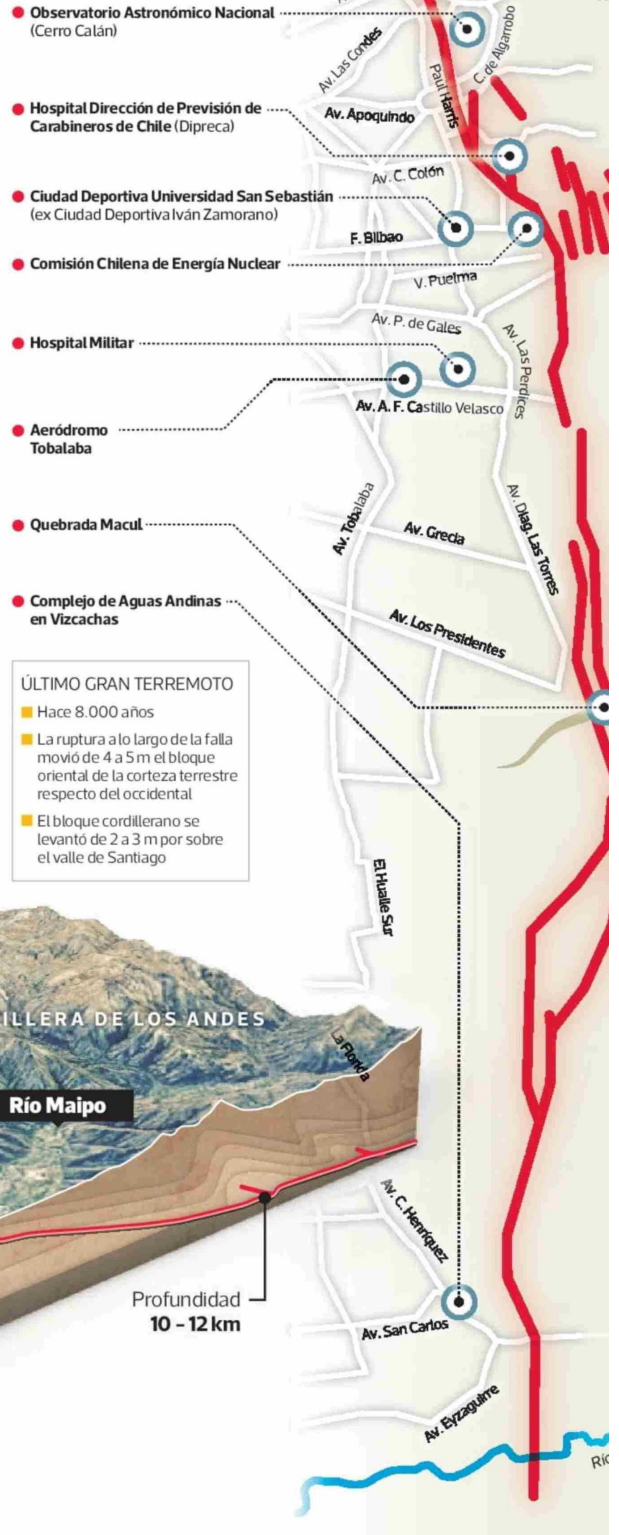 Observatorio Astronómico Nacional
(Cerro Calán)
Hospital Dirección de Previsión de
Carabineros de Chile (Dipreca)
Ciudad Deportiva Universidad San Sebastián
(ex Ciudad Deportiva Iván Zamorano)
Comisión Chilena de Energía Nuclear
Hospital Militar
Aeródromo
Tobalaba
Quebrada Macul
Complejo de Aguas Andinas
en Vizcachas
ÚLTIMO GRAN TERREMOTO
Hace 8.000 años
La ruptura a lo largo de la falla
movió de 4 a 5 m el bloque
oriental de la corteza terrestre
respecto del occidental
El bloque cordillerano se
levantó de 2 a 3 m por sobre
el valle de Santiago
ILLERA DE LOS ANDES
Río Maipo
Profundidad
10 - 12 km
Av. Las Condes
C. de Algarrobo
Paul Harris
Av. Apoquindo
Av. C. Colón
F. Bilbao
V. Puelma
Av. P. de Gales
Av. Las Perdices
Av. A. F. Castillo Velasco
Av. Tobalaba
Av. Grecia
Av. Diag. Las Torres
Av. Los Presidentes
El Hualle Sur
La Florida
Av. C. Henríquez
Av. San Carlos
Av. Eyzaguirre
Río